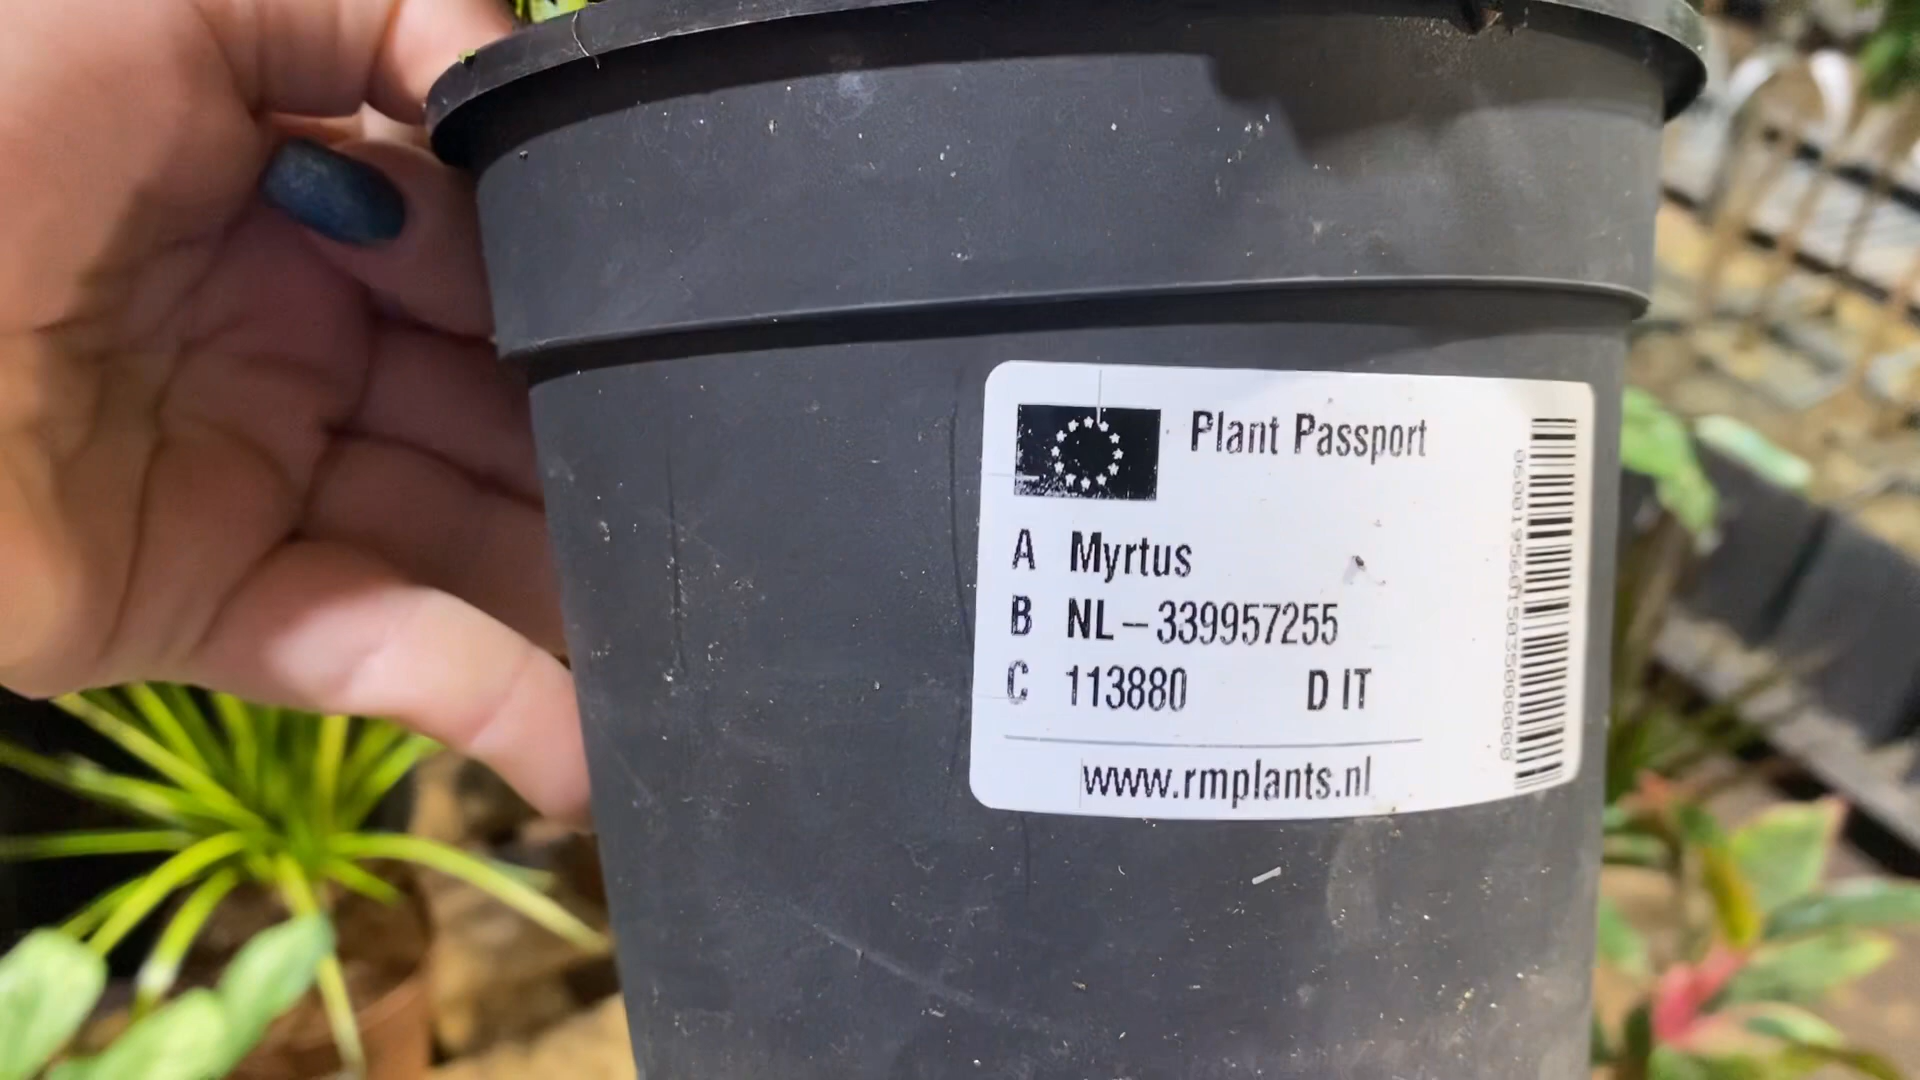 Plant Passport
A Myrtus
B NL-339957255
C 113880 D IT
www.rmplants.nl